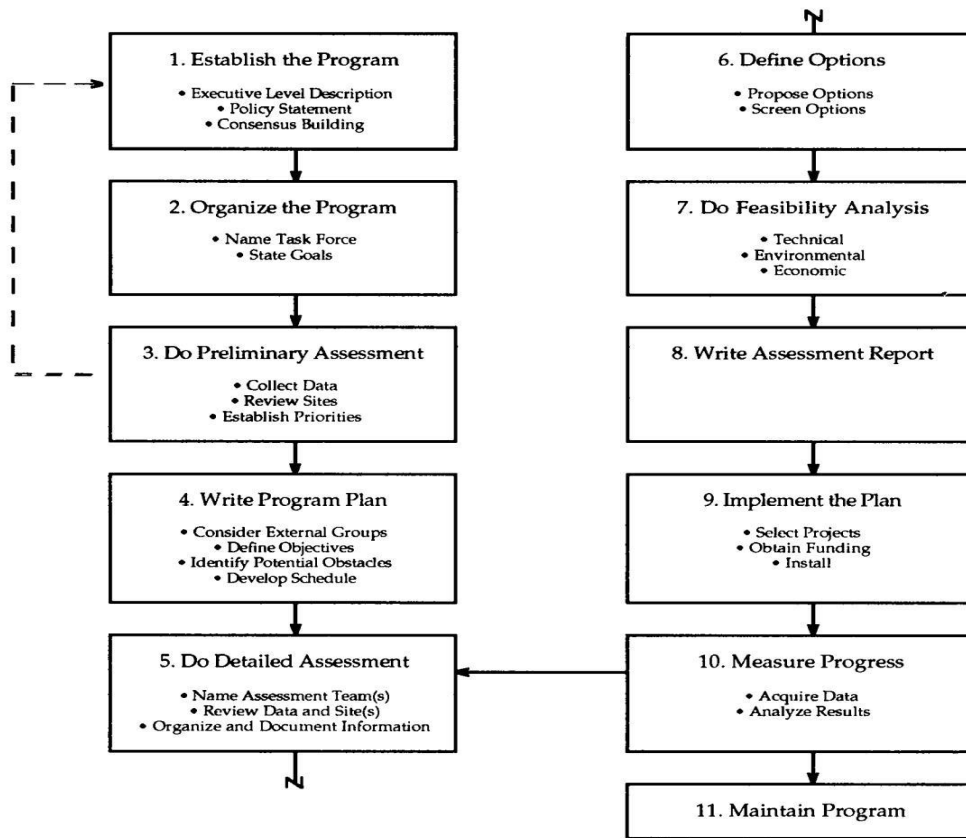 1. Establish the Program
• Executive Level Description
• Policy Statement
• Consensus Building
2. Organize the Program
• Name Task Force
• State Goals
3. Do Preliminary Assessment
• Collect Data
• Review Sites
• Establish Priorities
4. Write Program Plan
• Consider External Groups
• Define Objectives
• Identify Potential Obstacles
• Develop Schedule
5. Do Detailed Assessment
• Name Assessment Team(s)
• Review Data and Site(s)
• Organize and Document Information
6. Define Options
• Propose Options
• Screen Options
7. Do Feasibility Analysis
• Technical
• Environmental
• Economic
8. Write Assessment Report
9. Implement the Plan
• Select Projects
• Obtain Funding
• Install
10. Measure Progress
• Acquire Data
• Analyze Results
11. Maintain Program